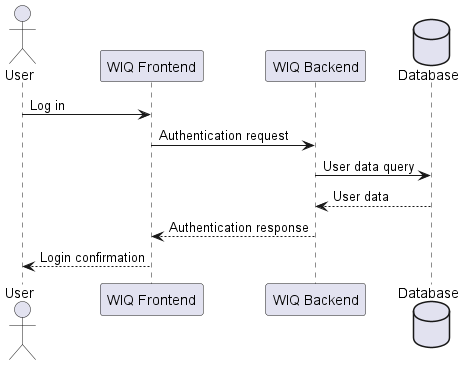 User
WIQ Frontend
WIQ Backend
Database
Log in
Authentication request
User data query
User data
Authentication response
Login confirmation
User
WIQ Frontend
WIQ Backend
Database